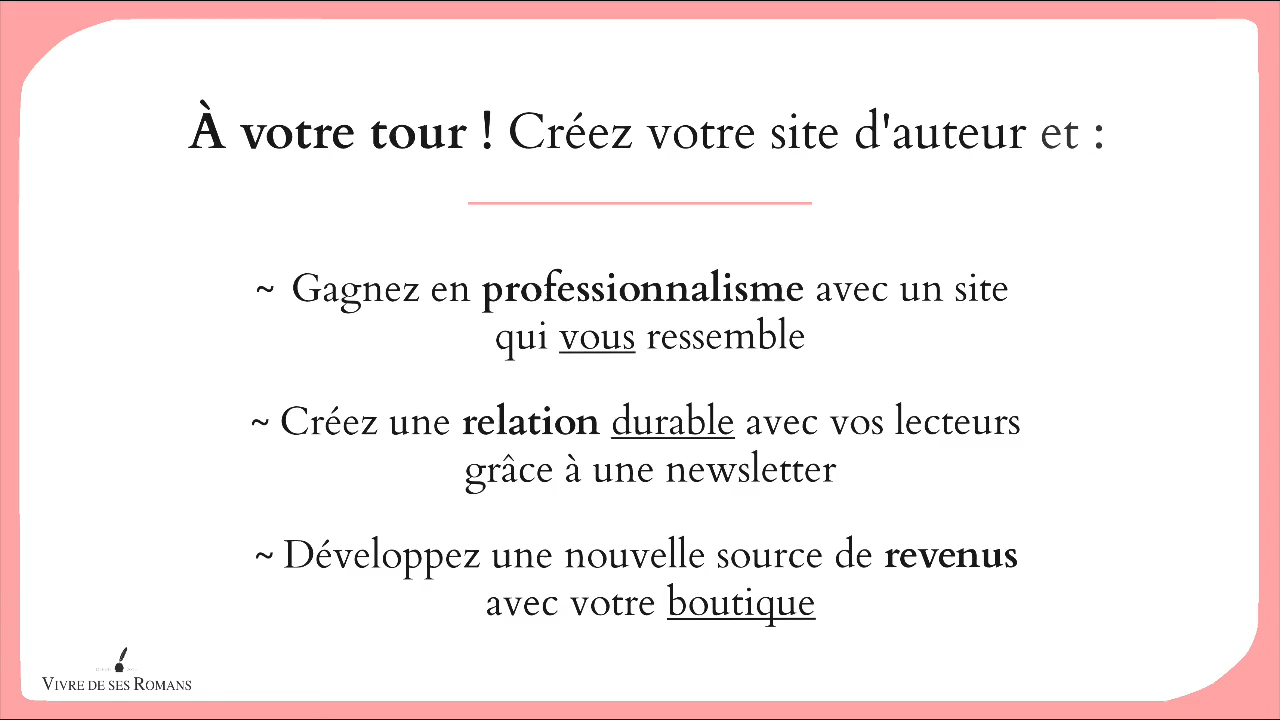 À votre tour ! Créez votre site d'auteur et :
~ Gagnez en professionnalisme avec un site
qui vous ressemble
~ Créez une relation durable avec vos lecteurs
grâce à une newsletter
~ Développez une nouvelle source de revenus
avec votre boutique
VIVRE DE SES ROMANS